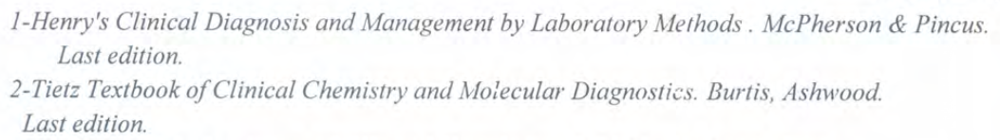 1-Henry's Clinical Diagnosis and Management by Laboratory Methods . McPherson & Pincus.
Last edition.
2-Tietz Textbook of Clinical Chemistry and Molecular Diagnostics. Burtis, Ashwood.
Last edition.